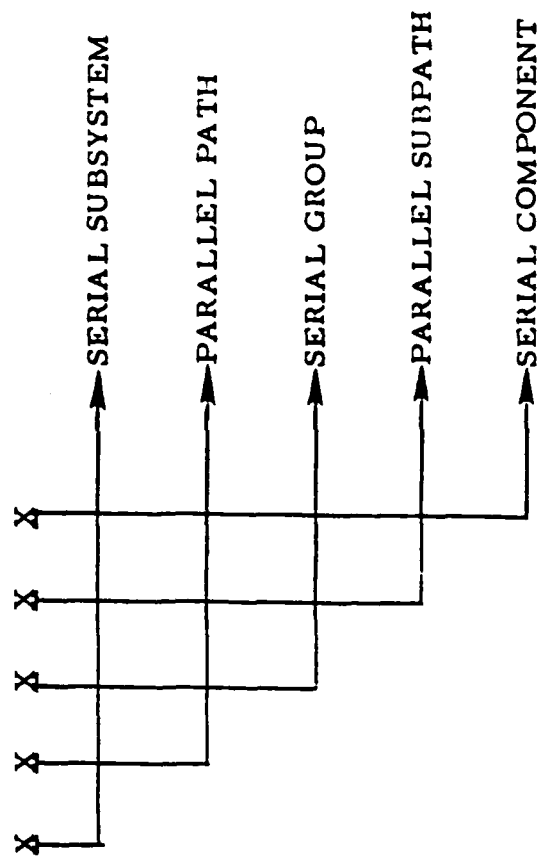 X X X X X
SERIAL SUBSYSTEM
PARALLEL PATH
SERIAL GROUP
PARALLEL SUBPATH
SERIAL COMPONENT